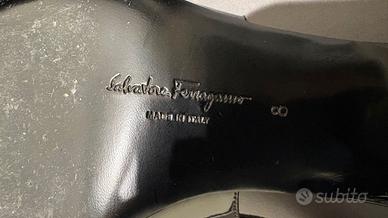 Salvatore Ferragamo
MADE IN ITALY
8
subito